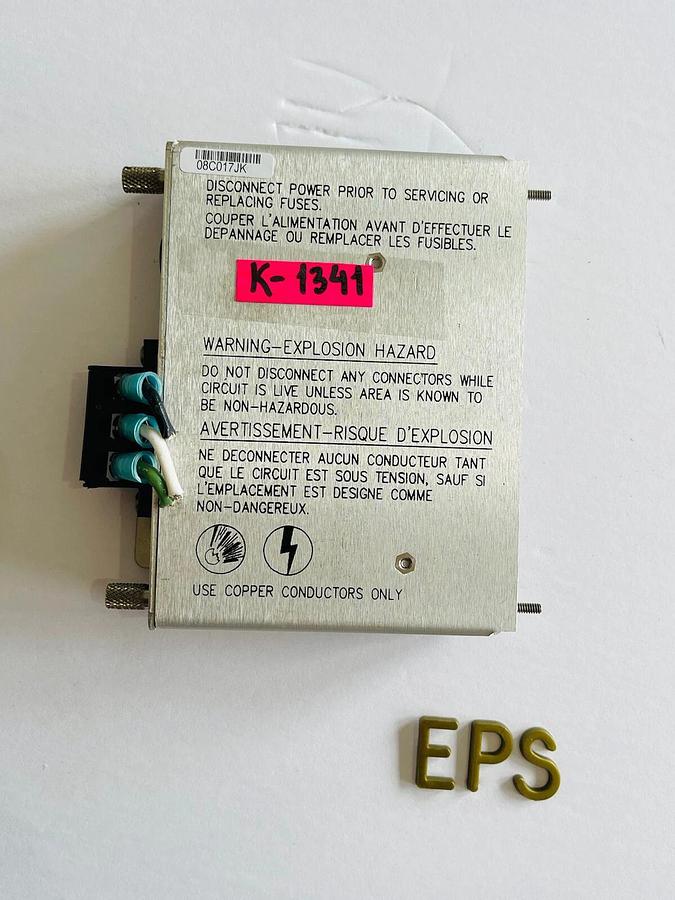 08C017JK
DISCONNECT POWER PRIOR TO SERVICING OR
REPLACING FUSES.
COUPER L'ALIMENTATION AVANT D'EFFECTUER LE
DEPANNAGE OU REMPLACER LES FUSIBLES.
K-1341
WARNING-EXPLOSION HAZARD
DO NOT DISCONNECT ANY CONNECTORS WHILE
CIRCUIT IS LIVE UNLESS AREA IS KNOWN TO
BE NON-HAZARDOUS.
AVERTISSEMENT-RISQUE D'EXPLOSION
NE DECONNECTER AUCUN CONDUCTEUR TANT
QUE LE CIRCUIT EST SOUS TENSION, SAUF SI
L'EMPLACEMENT EST DESIGNE COMME
NON-DANGEREUX.
USE COPPER CONDUCTORS ONLY
EPS